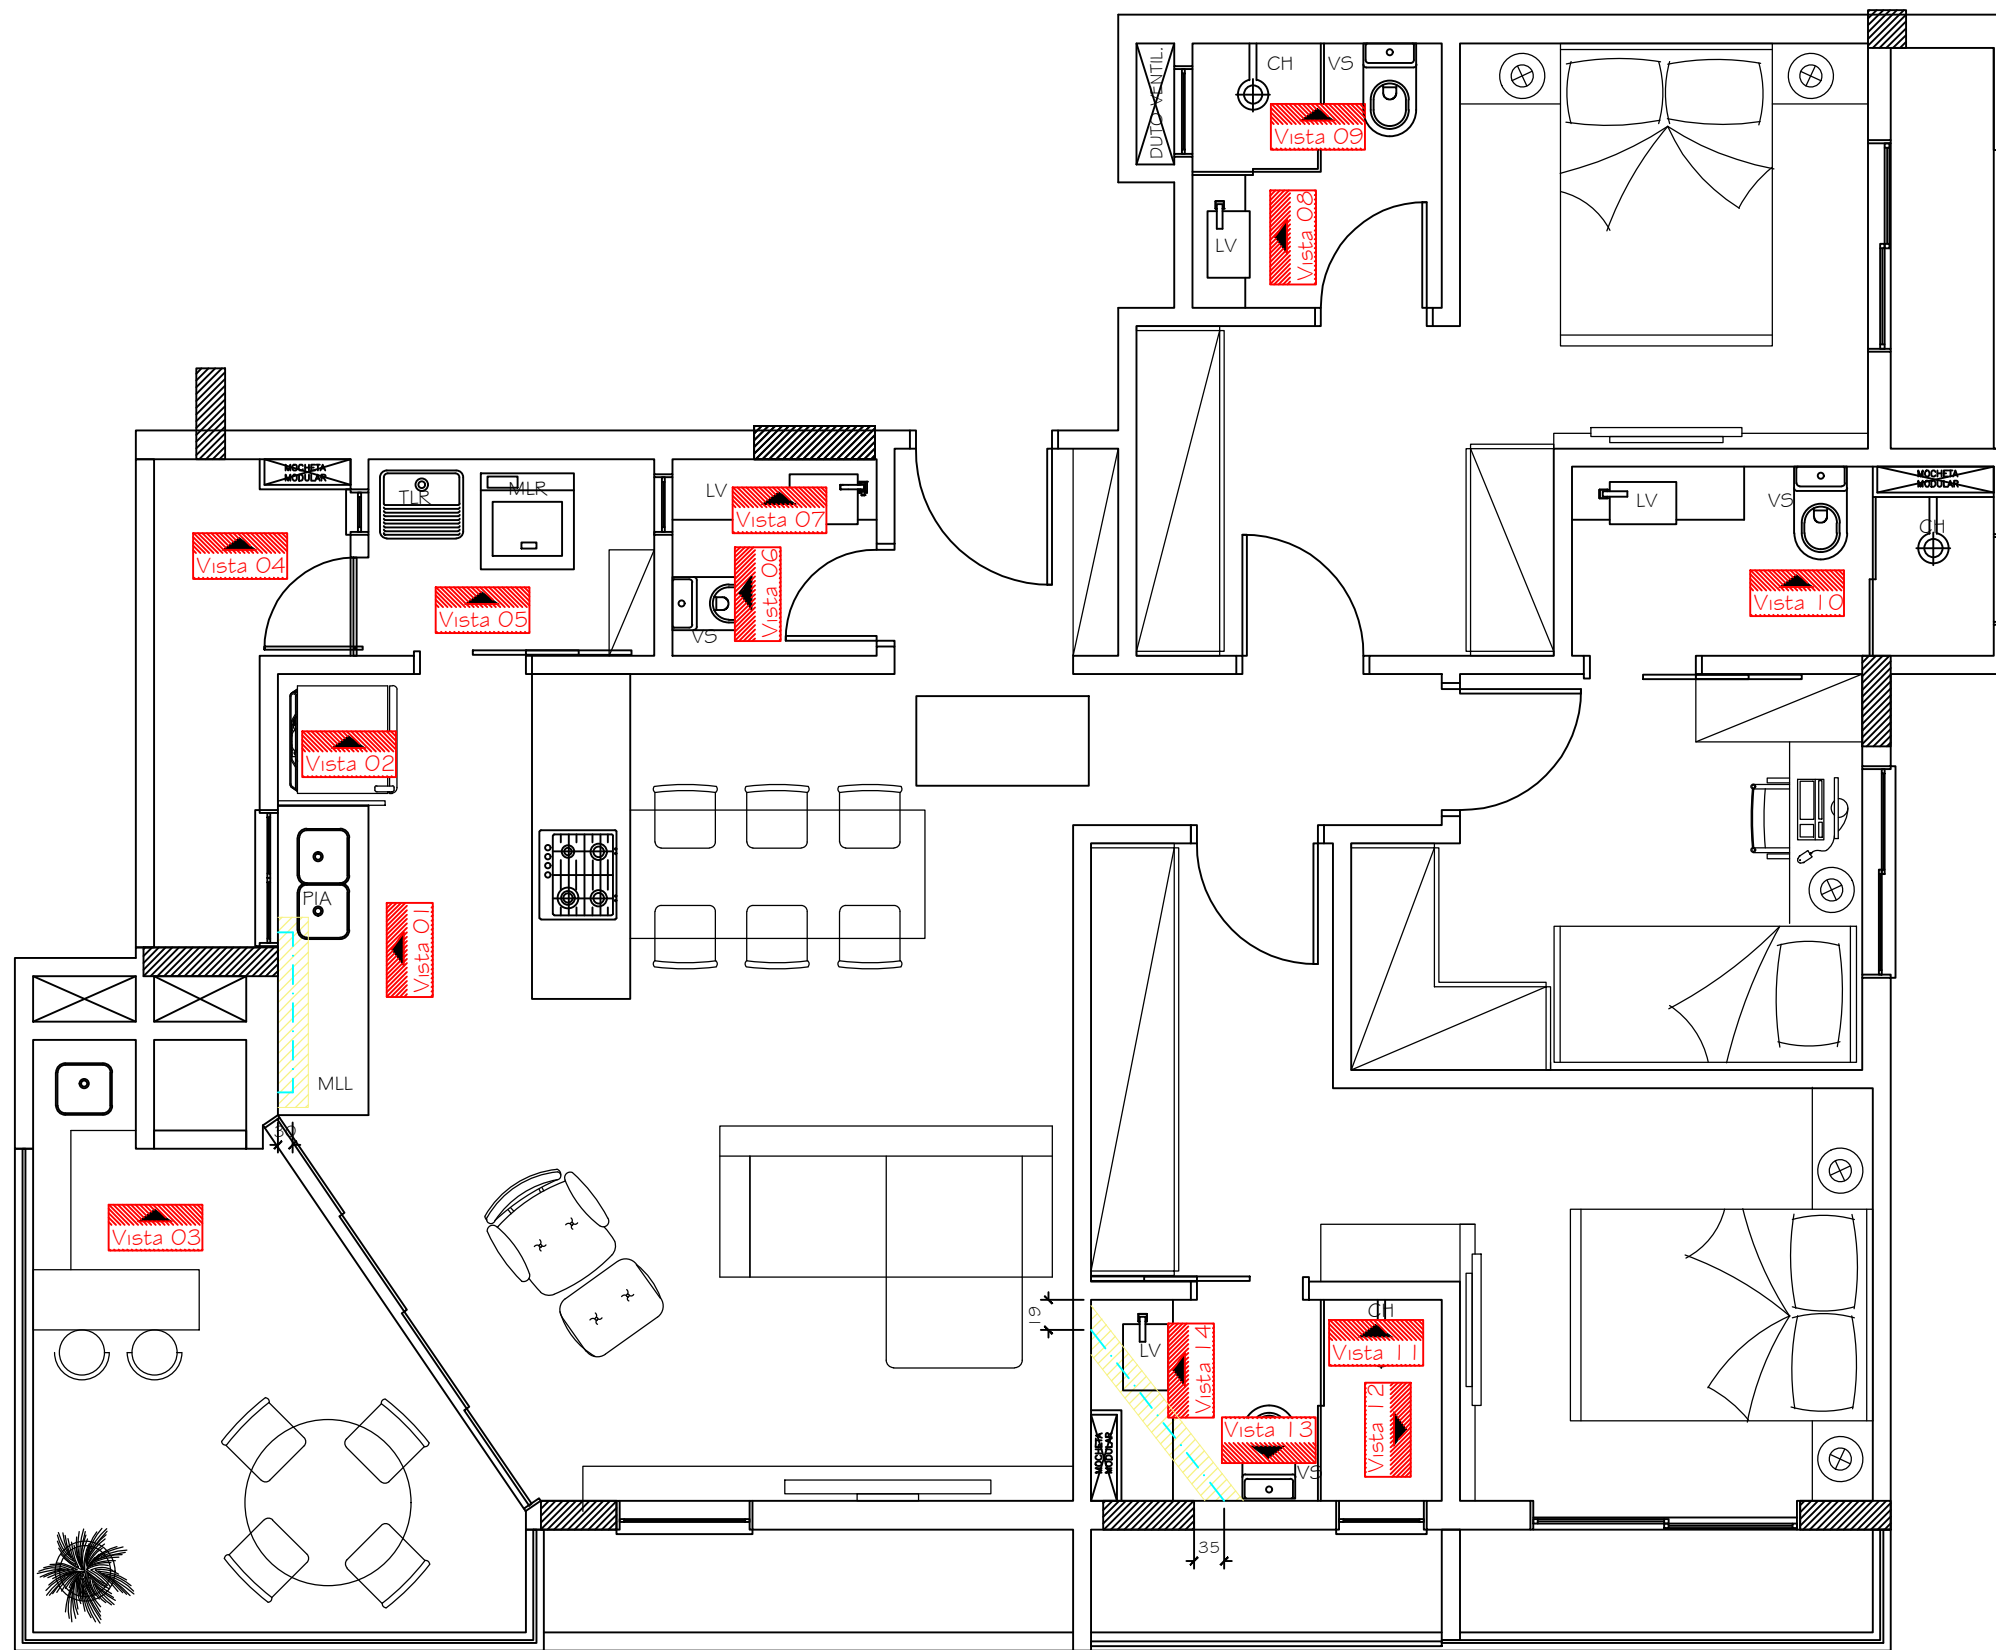 DUTO VENTIL.
CH
VS
Vista 09
Vista 08
LV
MOCHETA
MODULAR
TLR
MLR
LV
Vista 07
Vista 04
Vista 05
Vista 06
VS
LV
VS
MOCHETA
MODULAR
CH
Vista 10
Vista 02
PIA
Vista 01
MLL
30
Vista 03
19
LV
Vista 14
CH
Vista 11
Vista 12
Vista 13
VS
MOCHETA
MODULAR
35